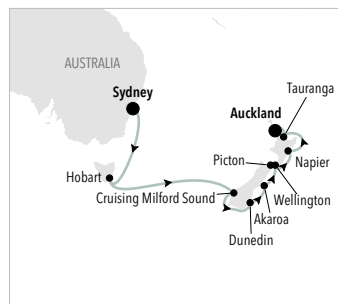 AUSTRALIA
Sydney
Tauranga
Auckland
Picton
Napier
Hobart
Wellington
Cruising Milford Sound
Akaroa
Dunedin